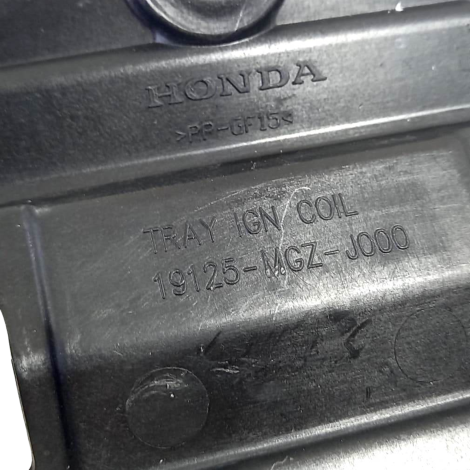 HONDA
>PP-GF15<
TRAY IGN COIL
19125-MGZ-J000